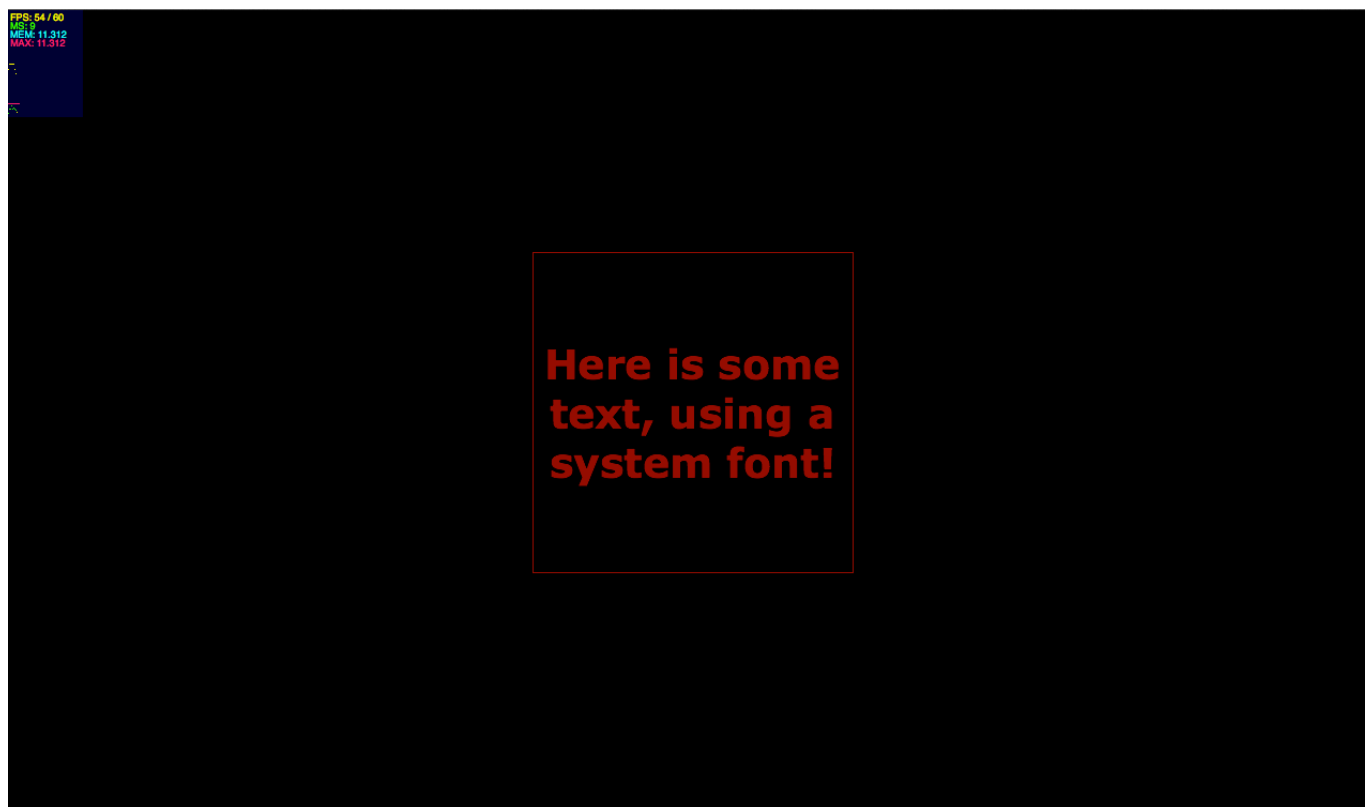 FPS: 54 / 60
MS: 9
MEM: 11.312
MAX: 11.312
Here is some
text, using a
system font!